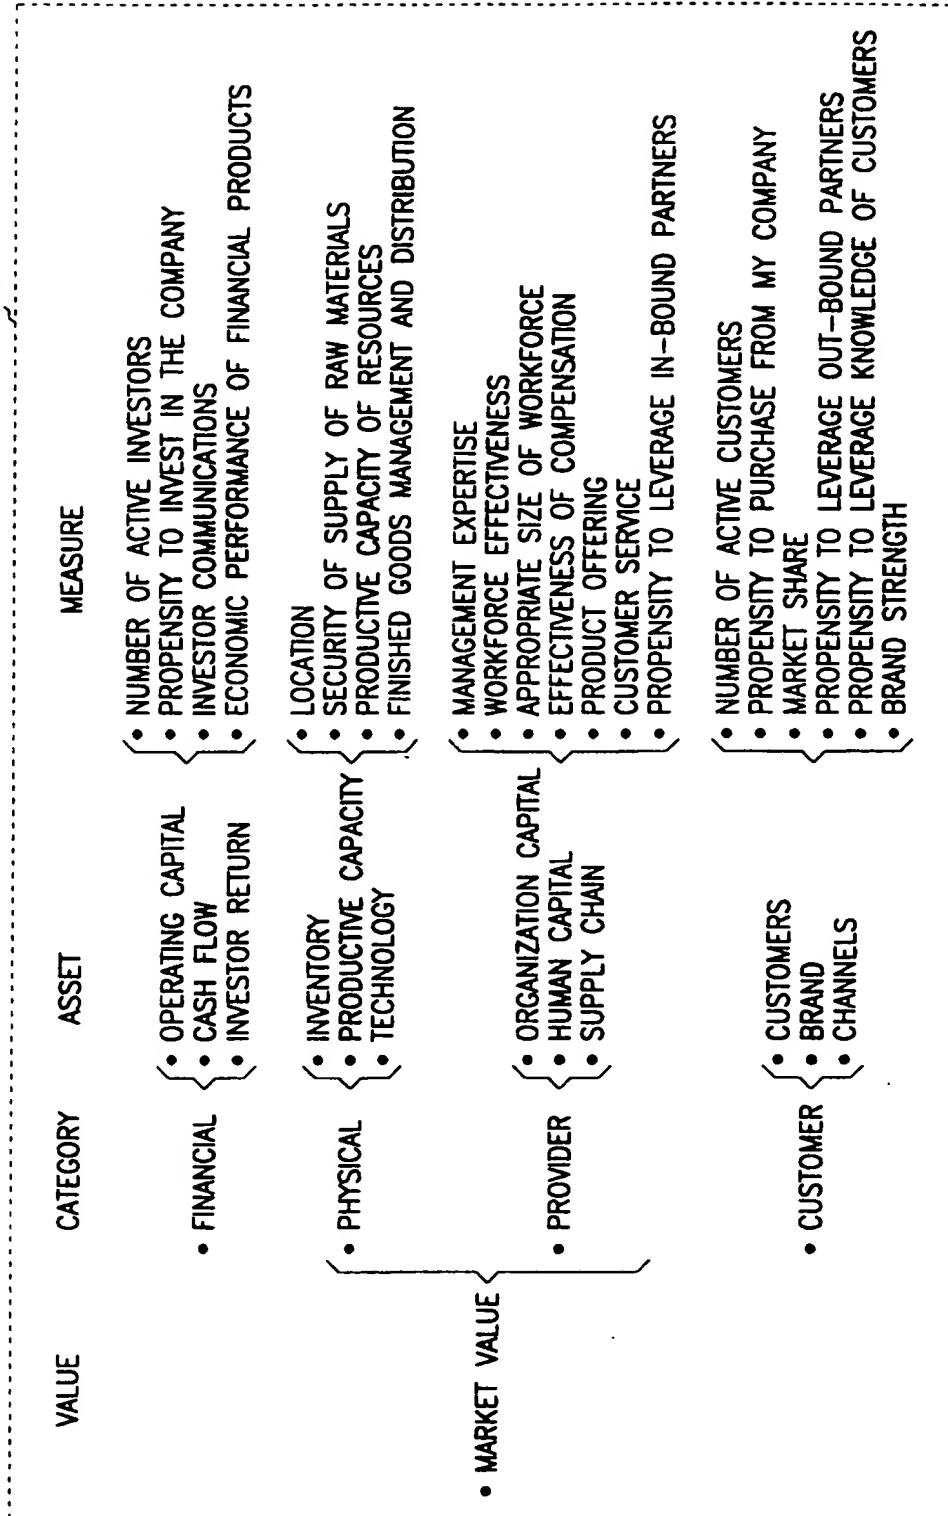 VALUE
CATEGORY
ASSET
MEASURE
• MARKET VALUE
• FINANCIAL
• OPERATING CAPITAL
• CASH FLOW
• INVESTOR RETURN
• NUMBER OF ACTIVE INVESTORS
• PROPENSITY TO INVEST IN THE COMPANY
• INVESTOR COMMUNICATIONS
• ECONOMIC PERFORMANCE OF FINANCIAL PRODUCTS
• PHYSICAL
• INVENTORY
• PRODUCTIVE CAPACITY
• TECHNOLOGY
• LOCATION
• SECURITY OF SUPPLY OF RAW MATERIALS
• PRODUCTIVE CAPACITY OF RESOURCES
• FINISHED GOODS MANAGEMENT AND DISTRIBUTION
• PROVIDER
• ORGANIZATION CAPITAL
• HUMAN CAPITAL
• SUPPLY CHAIN
• MANAGEMENT EXPERTISE
• WORKFORCE EFFECTIVENESS
• APPROPRIATE SIZE OF WORKFORCE
• EFFECTIVENESS OF COMPENSATION
• PRODUCT OFFERING
• CUSTOMER SERVICE
• PROPENSITY TO LEVERAGE IN-BOUND PARTNERS
• CUSTOMER
• CUSTOMERS
• BRAND
• CHANNELS
• NUMBER OF ACTIVE CUSTOMERS
• PROPENSITY TO PURCHASE FROM MY COMPANY
• MARKET SHARE
• PROPENSITY TO LEVERAGE OUT-BOUND PARTNERS
• PROPENSITY TO LEVERAGE KNOWLEDGE OF CUSTOMERS
• BRAND STRENGTH